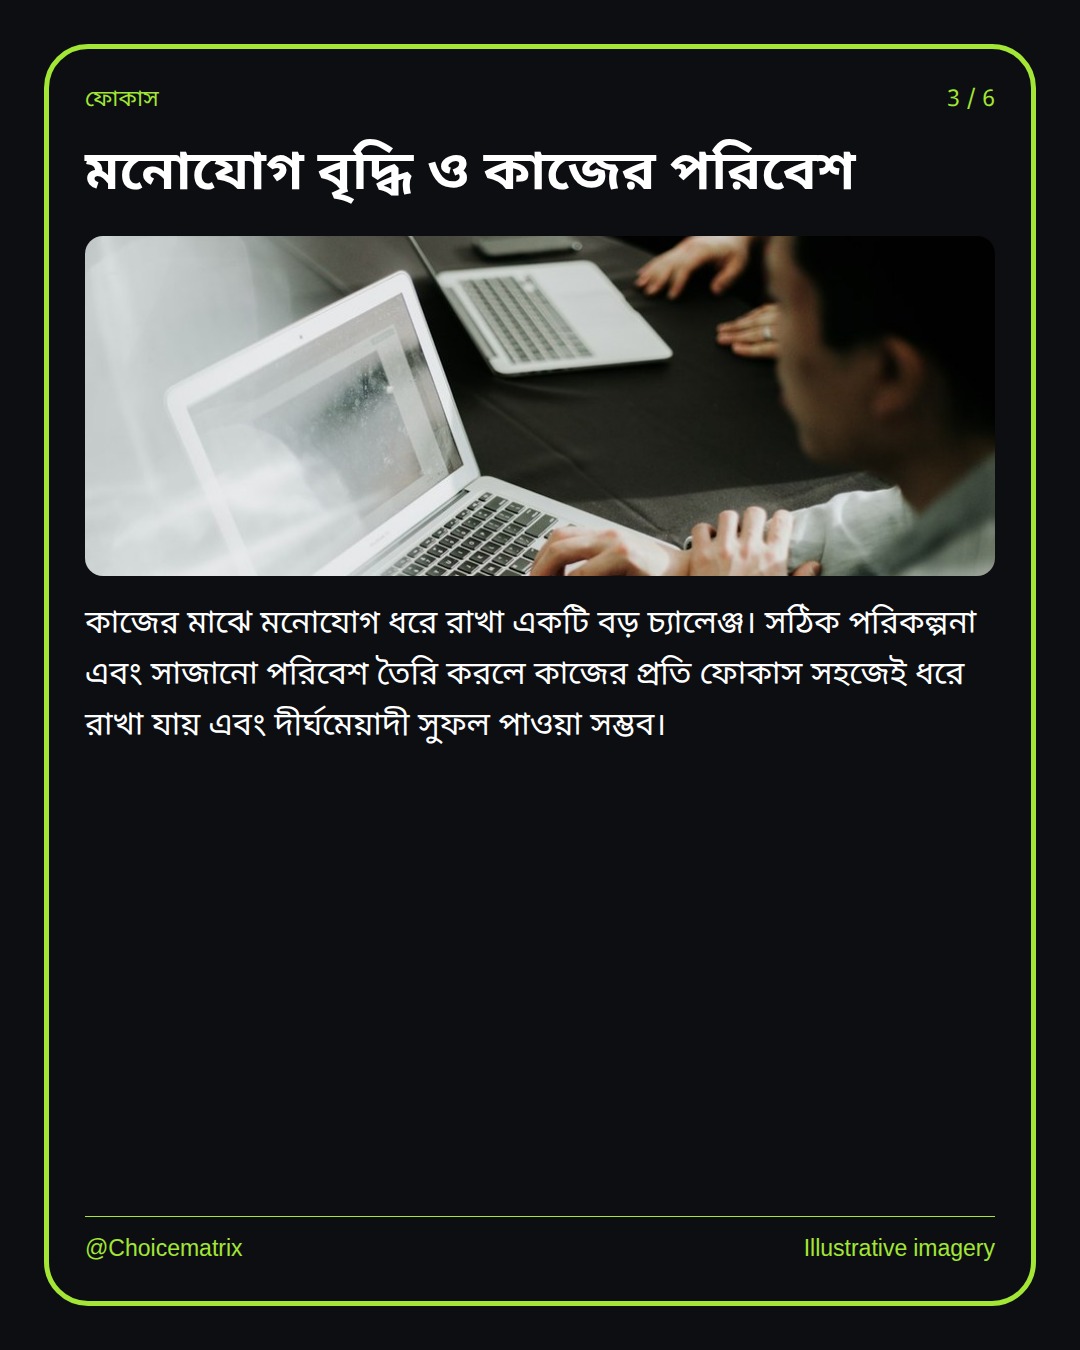 ফোকাস
3 / 6
মনোযোগ বৃদ্ধি ও কাজের পরিবেশ
কাজের মাঝে মনোযোগ ধরে রাখা একটি বড় চ্যালেঞ্জ। সঠিক পরিকল্পনা
এবং সাজানো পরিবেশ তৈরি করলে কাজের প্রতি ফোকাস সহজেই ধরে
রাখা যায় এবং দীর্ঘমেয়াদী সুফল পাওয়া সম্ভব।
@Choicematrix
Illustrative imagery